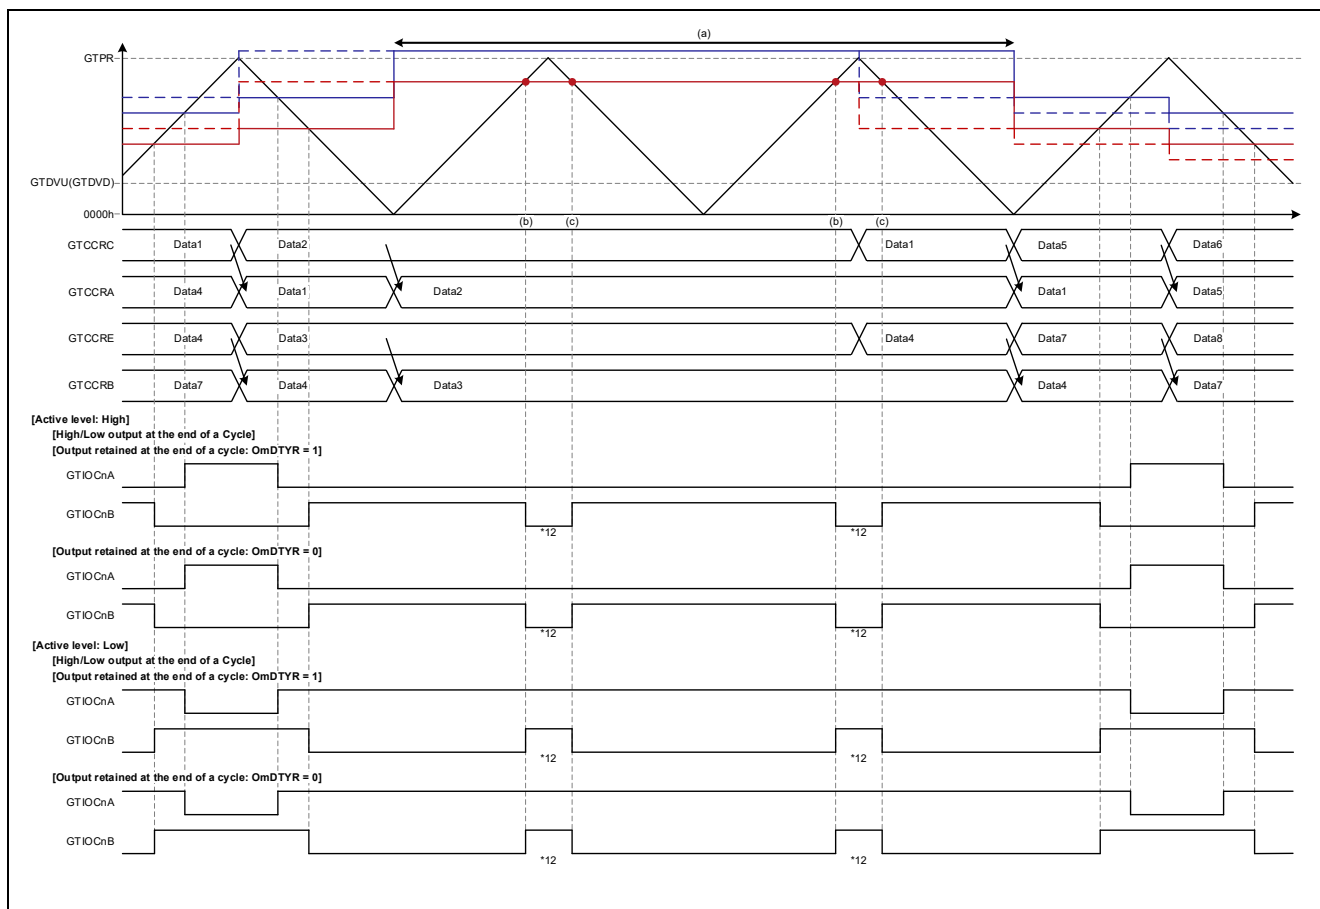 (a)
GTPR
GTDVU(GTDVD)
0000h
(b) (c) (b) (c)
GTCCRC Data1 Data2 Data1 Data5 Data6
GTCCRA Data4 Data1 Data2 Data1 Data5
GTCCRE Data4 Data3 Data4 Data7 Data8
GTCCRB Data7 Data4 Data3 Data4 Data7
[Active level: High]
[High/Low output at the end of a Cycle]
[Output retained at the end of a cycle: OmDTYR = 1]
GTIOCnA
GTIOCnB
*12 *12
[Output retained at the end of a cycle: OmDTYR = 0]
GTIOCnA
GTIOCnB
*12 *12
[Active level: Low]
[High/Low output at the end of a Cycle]
[Output retained at the end of a cycle: OmDTYR = 1]
GTIOCnA
GTIOCnB
*12 *12
[Output retained at the end of a cycle: OmDTYR = 0]
GTIOCnA
GTIOCnB
*12 *12